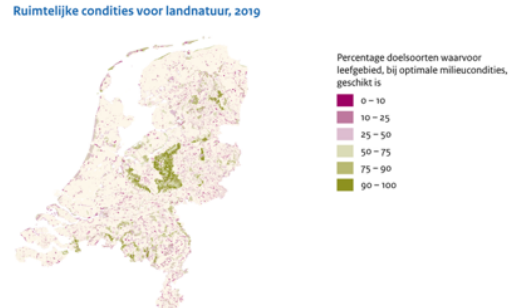 Ruimtelijke condities voor landnatuur, 2019
Percentage doelsoorten waarvoor
leefgebied, bij optimale milieucondities,
geschikt is
0 – 10
10 – 25
25 – 50
50 – 75
75 – 90
90 – 100